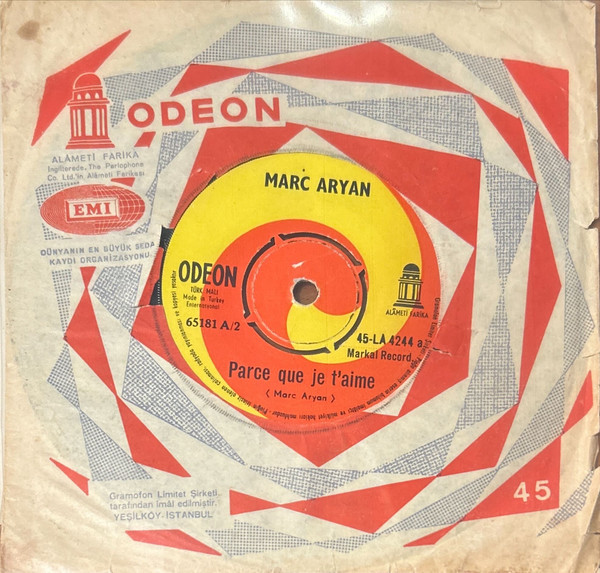 ODEON
ALÂMETİ FARİKA
İngilterede, The Parlophone
Co. Ltd.'in Alâmeti Farikası
EMI
DÜNYANIN EN BÜYÜK SEDA
KAYDI ORGANİZASYONU
MARC ARYAN
ODEON
TÜRK MALI
Made in Turkey
65181 A/2
ALÂMETİ FARİKA
45-LA 4244 a
Markal Record
Parce que je t'aime
( Marc Aryan )
Gramofon Limitet Şirketi
tarafından imâl edilmiştir.
YEŞİLKÖY-İSTANBUL
45